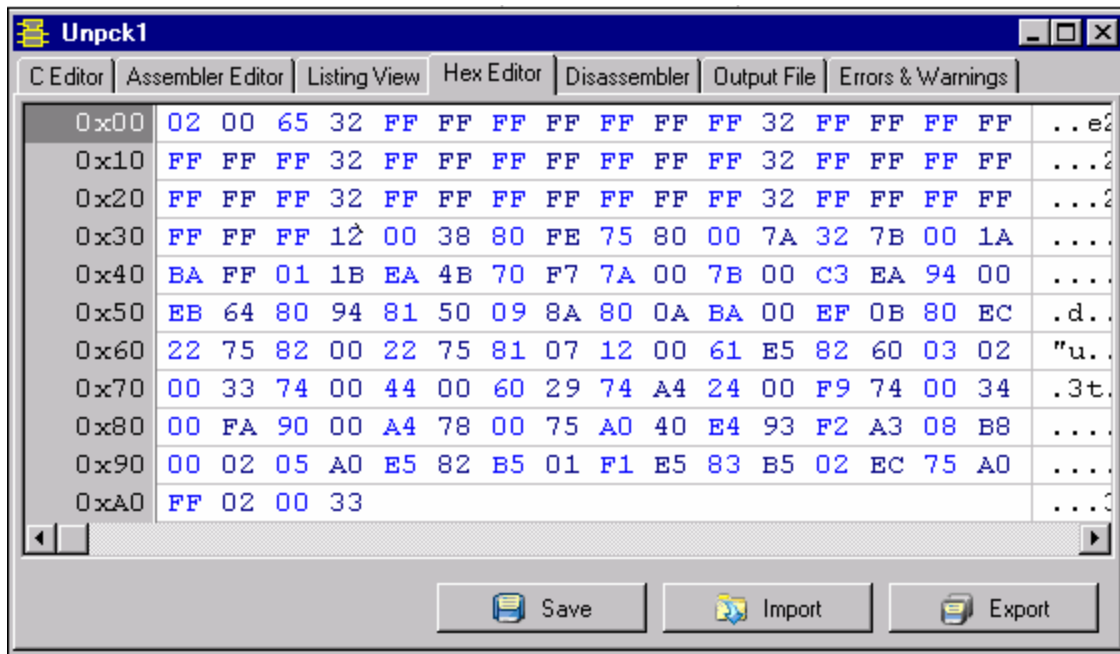 Unpck1
C Editor Assembler Editor Listing View Hex Editor Disassembler Output File Errors & Warnings
0x00 02 00 65 32 FF FF FF FF FF FF FF 32 FF FF FF FF ..e2
0x10 FF FF FF 32 FF FF FF FF FF FF FF 32 FF FF FF FF ...2
0x20 FF FF FF 32 FF FF FF FF FF FF FF 32 FF FF FF FF ...2
0x30 FF FF FF 12 00 38 80 FE 75 80 00 7A 32 7B 00 1A ....
0x40 BA FF 01 1B EA 4B 70 F7 7A 00 7B 00 C3 EA 94 00 ....
0x50 EB 64 80 94 81 50 09 8A 80 0A BA 00 EF 0B 80 EC .d..
0x60 22 75 82 00 22 75 81 07 12 00 61 E5 82 60 03 02 "u..
0x70 00 33 74 00 44 00 60 29 74 A4 24 00 F9 74 00 34 .3t.
0x80 00 FA 90 00 A4 78 00 75 A0 40 E4 93 F2 A3 08 B8 ....
0x90 00 02 05 A0 E5 82 B5 01 F1 E5 83 B5 02 EC 75 A0 ....
0xA0 FF 02 00 33 ...3
Save Import Export